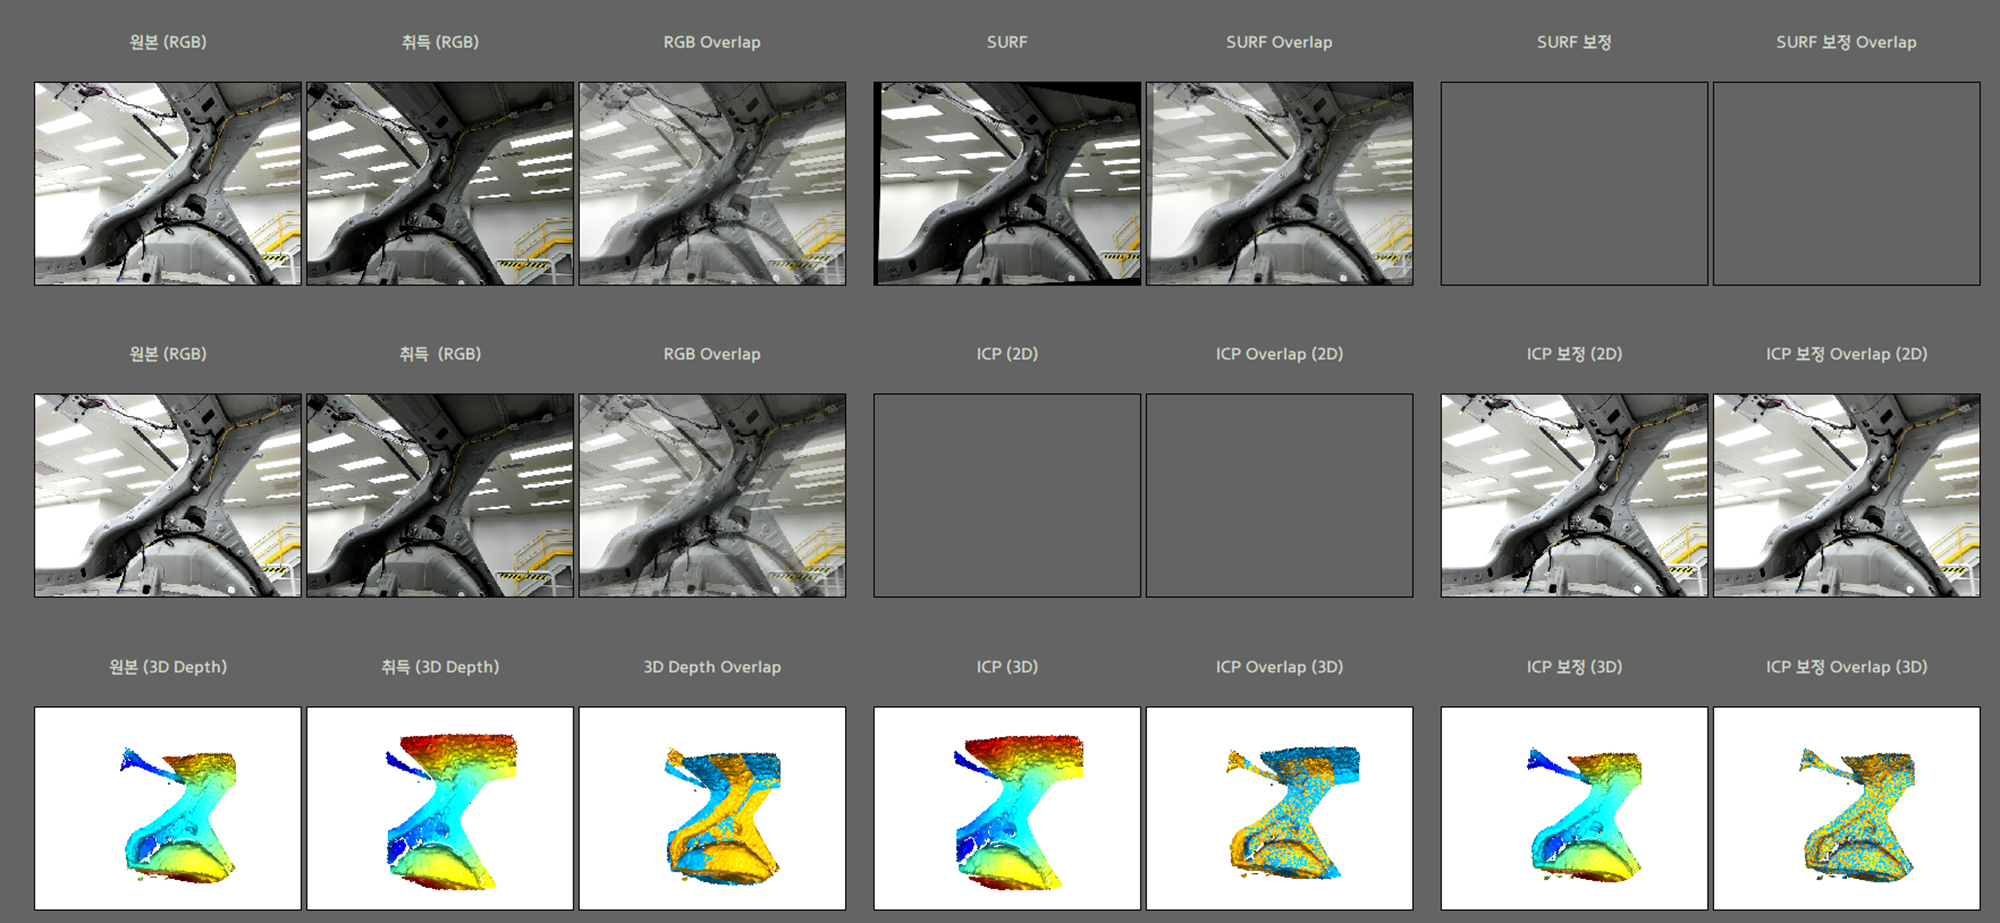 원본 (RGB) 취득 (RGB) RGB Overlap SURF SURF Overlap SURF 보정 SURF 보정 Overlap
원본 (RGB) 취득 (RGB) RGB Overlap ICP (2D) ICP Overlap (2D) ICP 보정 (2D) ICP 보정 Overlap (2D)
원본 (3D Depth) 취득 (3D Depth) 3D Depth Overlap ICP (3D) ICP Overlap (3D) ICP 보정 (3D) ICP 보정 Overlap (3D)